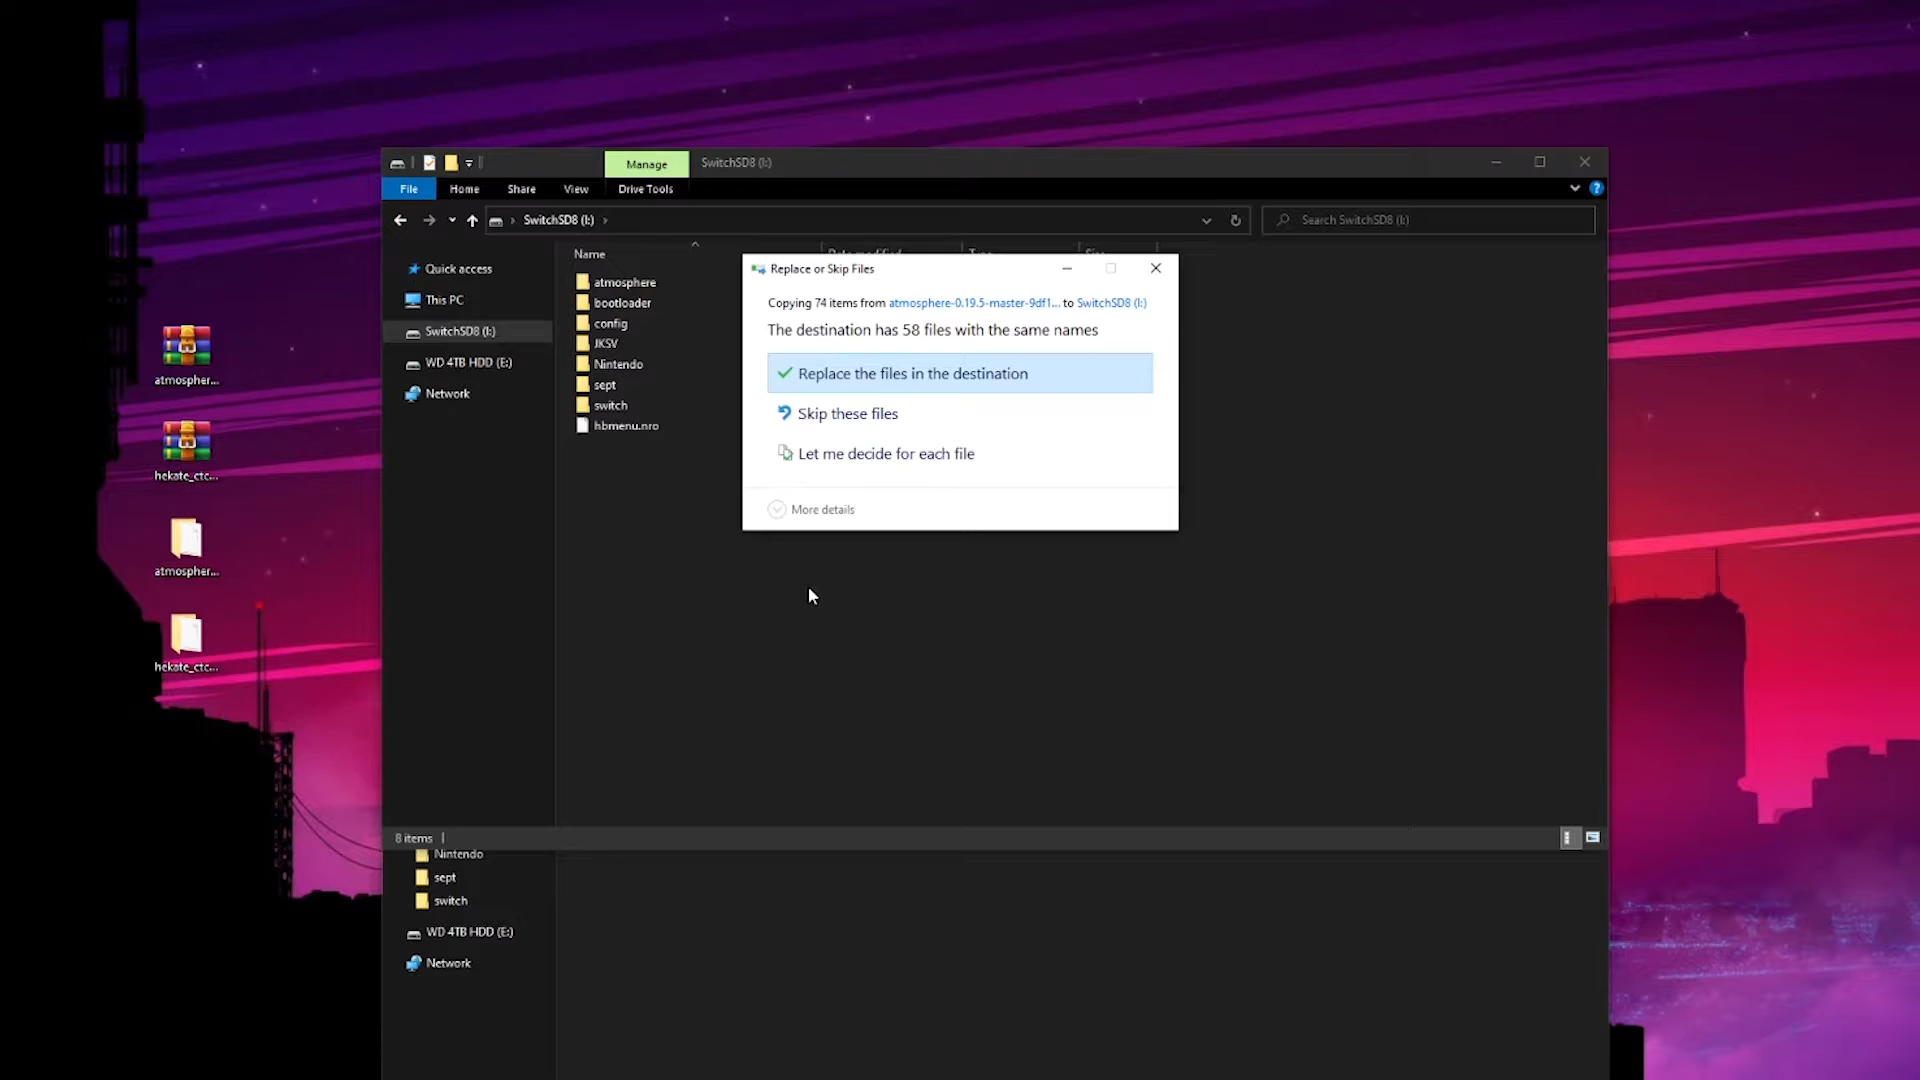 Manage
SwitchSD8 (I:)
File
Home
Share
View
Drive Tools
SwitchSD8 (I:)
Search SwitchSD8 (I:)
Quick access
This PC
SwitchSD8 (I:)
WD 4TB HDD (E:)
Network
Name
Date modified
Type
Size
atmosphere
bootloader
config
JKSV
Nintendo
sept
switch
hbmenu.nro
Replace or Skip Files
Copying 74 items from atmosphere-0.19.5-master-9df1... to SwitchSD8 (I:)
The destination has 58 files with the same names
Replace the files in the destination
Skip these files
Let me decide for each file
More details
8 items
Nintendo
sept
switch
WD 4TB HDD (E:)
Network
atmospher...
hekate_ctc...
atmospher...
hekate_ctc...